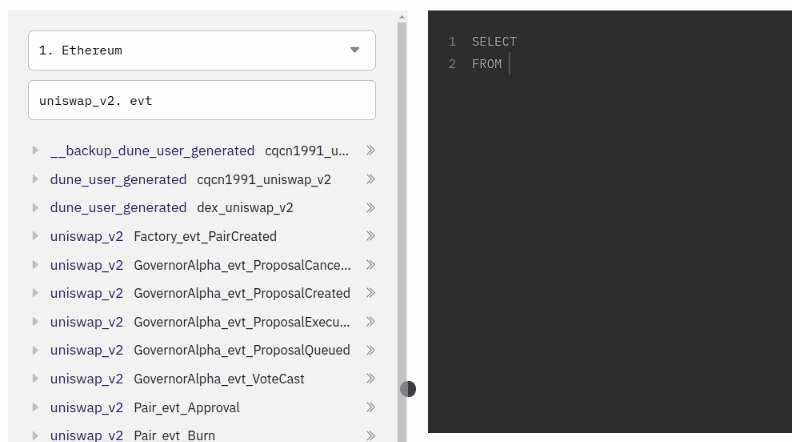 1. Ethereum
uniswap_v2. evt
__backup_dune_user_generated cqcn1991_u...
dune_user_generated cqcn1991_uniswap_v2
dune_user_generated dex_uniswap_v2
uniswap_v2 Factory_evt_PairCreated
uniswap_v2 GovernorAlpha_evt_ProposalCance...
uniswap_v2 GovernorAlpha_evt_ProposalCreated
uniswap_v2 GovernorAlpha_evt_ProposalExecu...
uniswap_v2 GovernorAlpha_evt_ProposalQueued
uniswap_v2 GovernorAlpha_evt_VoteCast
uniswap_v2 Pair_evt_Approval
uniswap_v2 Pair_evt_Burn
1 SELECT
2 FROM